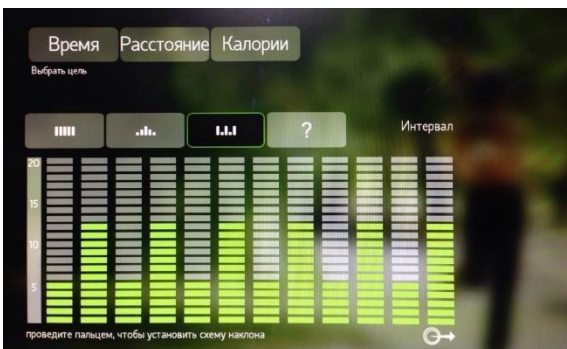 Время Расстояние Калории
Выбрать цель
? Интервал
20
15
10
5
проведите пальцем, чтобы установить схему наклона